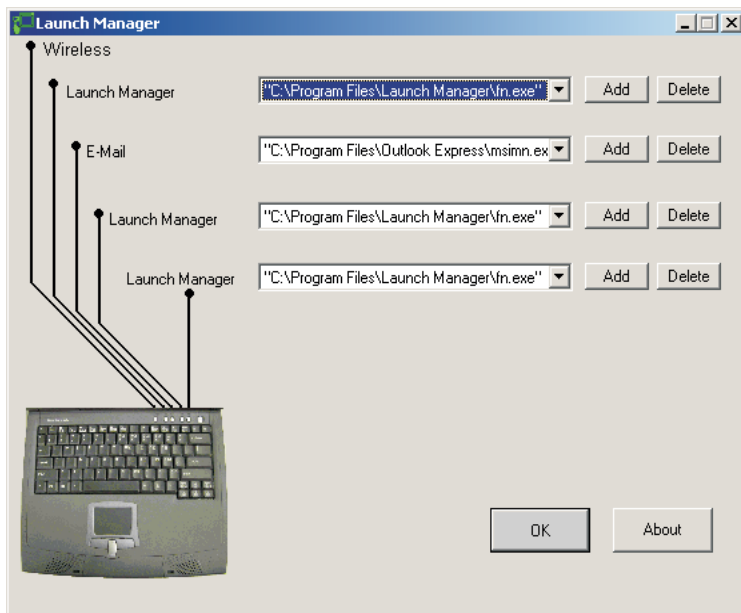 Launch Manager
Wireless
Launch Manager "C:\Program Files\Launch Manager\fn.exe" Add Delete
E-Mail "C:\Program Files\Outlook Express\msimn.ex Add Delete
Launch Manager "C:\Program Files\Launch Manager\fn.exe" Add Delete
Launch Manager "C:\Program Files\Launch Manager\fn.exe" Add Delete
OK About